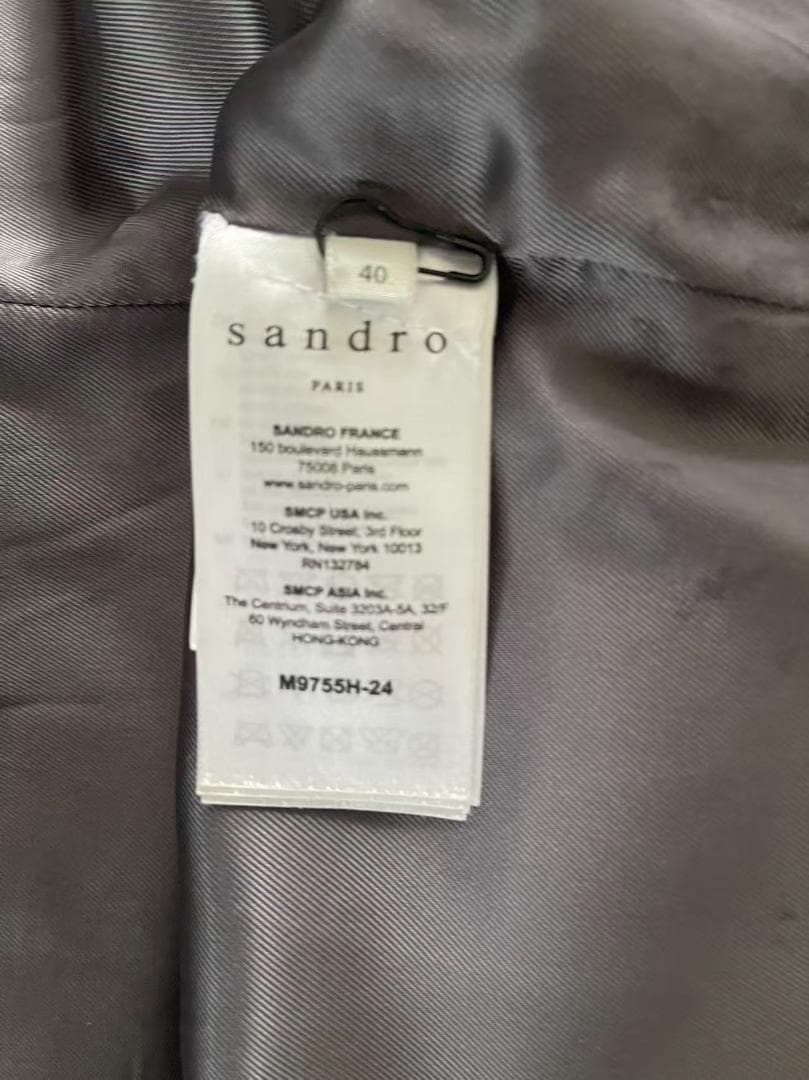 40
sandro
PARIS
SANDRO FRANCE
150 boulevard Haussmann
75008 Paris
www.sandro-paris.com
SMCP USA Inc.
10 Crosby Street, 3rd Floor
New York, New York 10013
RN132784
SMCP ASIA Inc.
The Centrium, Suite 3203A-5A, 32/F
60 Wyndham Street, Central
HONG-KONG
M9755H-24